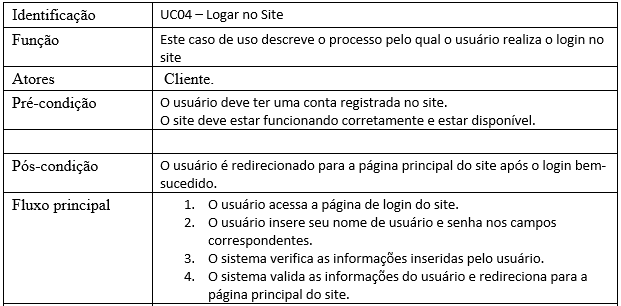 Identificação UC04 – Logar no Site
Função Este caso de uso descreve o processo pelo qual o usuário realiza o login no
site
Atores Cliente.
Pré-condição O usuário deve ter uma conta registrada no site.
O site deve estar funcionando corretamente e estar disponível.
Pós-condição O usuário é redirecionado para a página principal do site após o login bem-
sucedido.
Fluxo principal 1. O usuário acessa a página de login do site.
2. O usuário insere seu nome de usuário e senha nos campos
correspondentes.
3. O sistema verifica as informações inseridas pelo usuário.
4. O sistema valida as informações do usuário e redireciona para a
página principal do site.